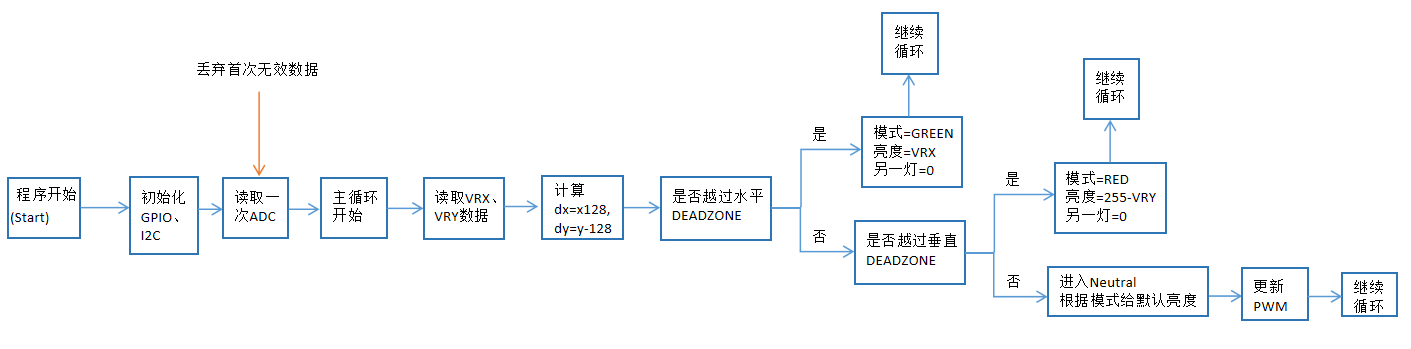 丢弃首次无效数据
程序开始
(Start)
初始化
GPIO、
I2C
读取一
次ADC
主循环
开始
读取VRX、
VRY数据
计算
dx=x128,
dy=y-128
是否越过水平
DEADZONE
是
模式=GREEN
亮度=VRX
另一灯=0
继续
循环
否
是否越过垂直
DEADZONE
是
模式=RED
亮度=255-VRY
另一灯=0
继续
循环
否
进入Neutral
根据模式给默认亮度
更新
PWM
继续
循环